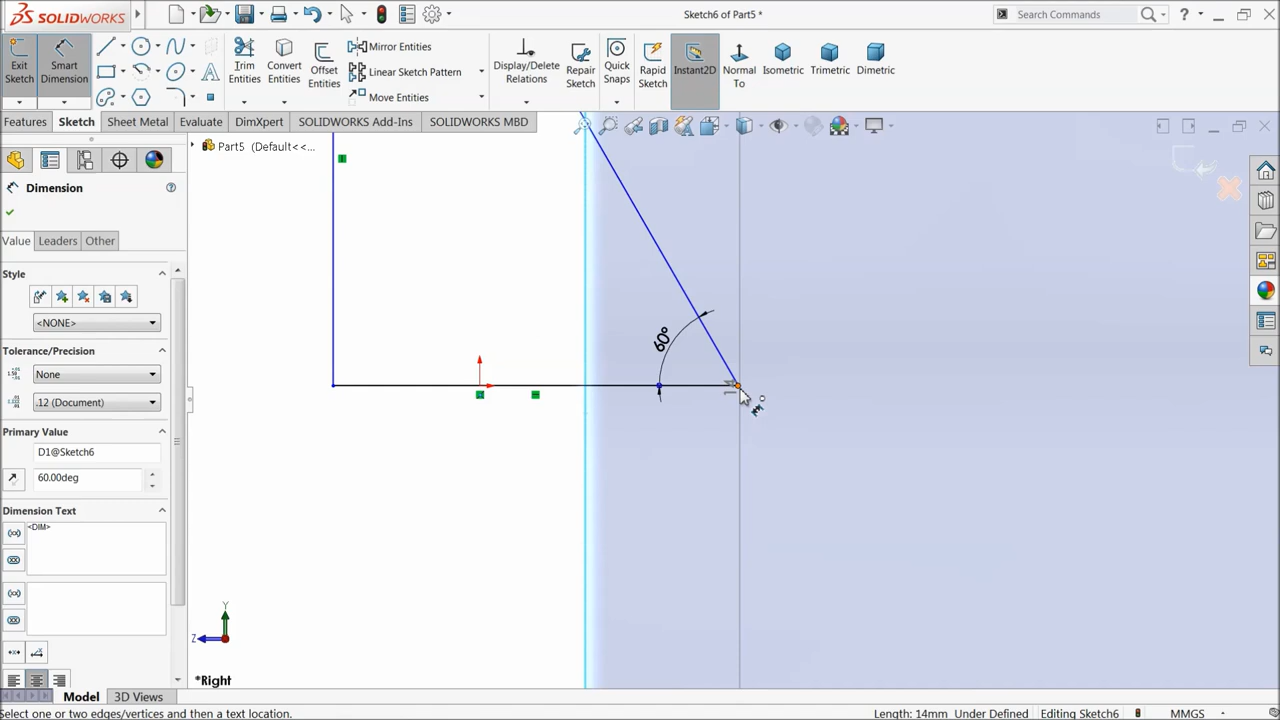 SOLIDWORKS
Sketch6 of Part5 *
Search Commands
?
Exit Sketch
Smart Dimension
Trim Entities
Convert Entities
Offset Entities
Mirror Entities
Linear Sketch Pattern
Move Entities
Display/Delete Relations
Repair Sketch
Quick Snaps
Rapid Sketch
Instant2D
Normal To
Isometric
Trimetric
Dimetric
Features
Sketch
Sheet Metal
Evaluate
DimXpert
SOLIDWORKS Add-Ins
SOLIDWORKS MBD
Part5 (Default<<...
Dimension
Value
Leaders
Other
Style
<NONE>
Tolerance/Precision
None
.12 (Document)
Primary Value
D1@Sketch6
60.00deg
Dimension Text
<DIM>
60°
Y
Z
*Right
Model
3D Views
Select one or two edges/vertices and then a text location.
Length: 14mm
Under Defined
Editing Sketch6
MMGS